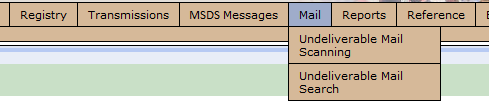 Registry Transmissions MSDS Messages Mail Reports Reference
Undeliverable Mail
Scanning
Undeliverable Mail
Search